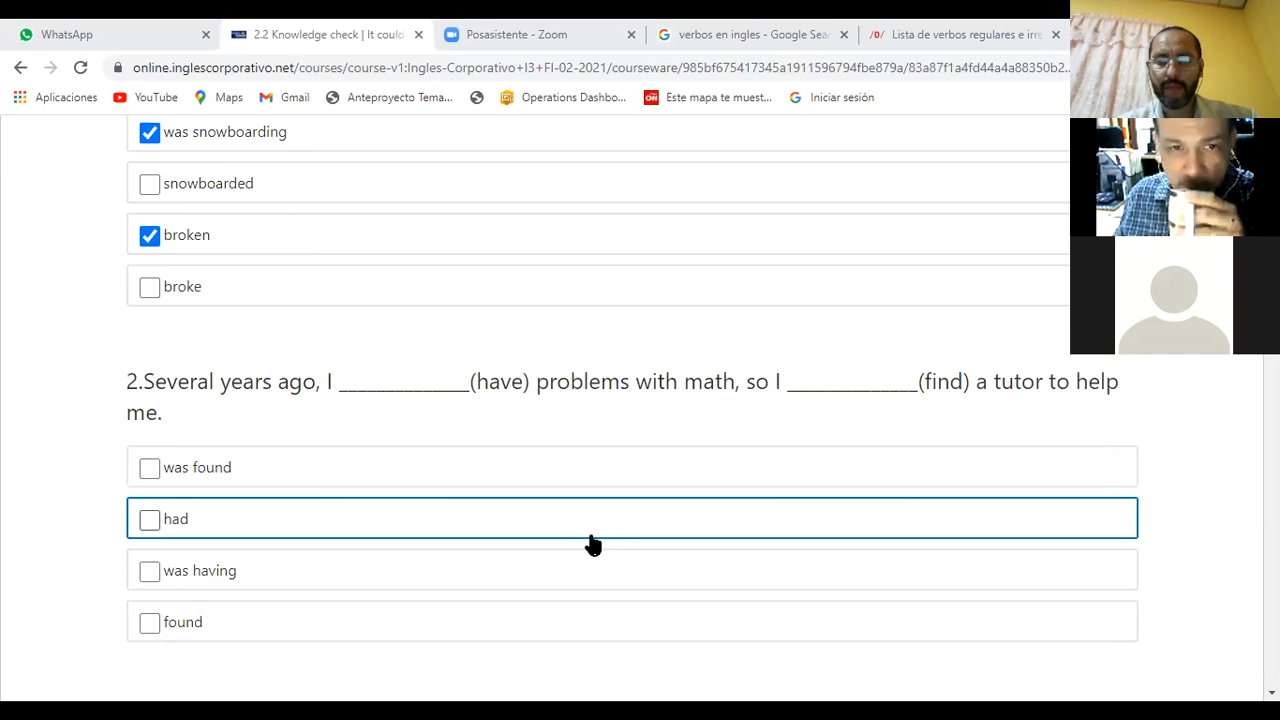 WhatsApp
2.2 Knowledge check | It could
Posasistente - Zoom
verbos en ingles - Google Sear
Lista de verbos regulares e irre
online.inglescorporativo.net/courses/course-v1:Ingles-Corporativo+I3+FI-02-2021/courseware/985bf675417345a1911596794fbe879a/83a87f1a4fd44a4a88350b2...
Aplicaciones
YouTube
Maps
Gmail
Anteproyecto Tema...
Operations Dashbo...
CNN
Este mapa te muest...
Iniciar sesión
was snowboarding
snowboarded
broken
broke
2.Several years ago, I ____________(have) problems with math, so I ____________(find) a tutor to help
me.
was found
had
was having
found